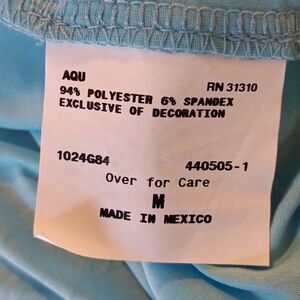 AQU RN 31310
94% POLYESTER 6% SPANDEX
EXCLUSIVE OF DECORATION
1024G84 440505-1
Over for Care
M
MADE IN MEXICO